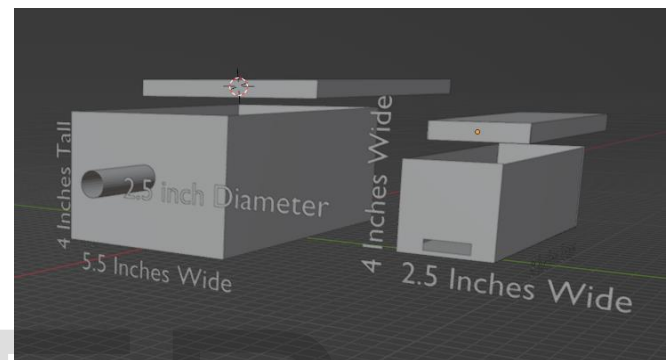 4 Inches Tall
2.5 inch Diameter
5.5 Inches Wide
4 Inches Wide
2.5 Inches Wide